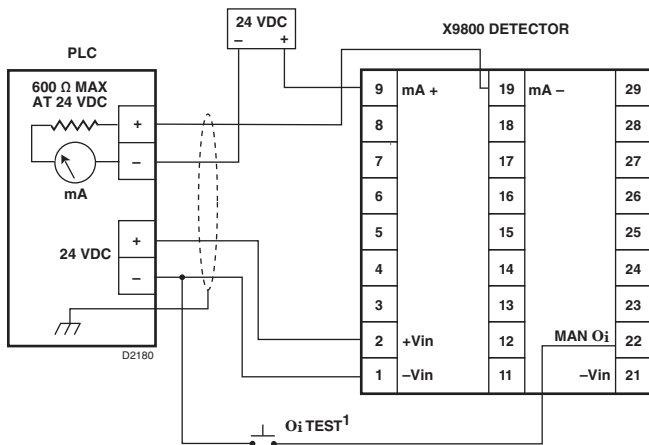 24 VDC
– +
X9800 DETECTOR
PLC
600 Ω MAX
AT 24 VDC
+
–
mA
24 VDC
+
–
D2180
9 mA + 19 mA – 29
8 18 28
7 17 27
6 16 26
5 15 25
4 14 24
3 13 23
2 +Vin 12 MAN Oi 22
1 –Vin 11 –Vin 21
Oi TEST1